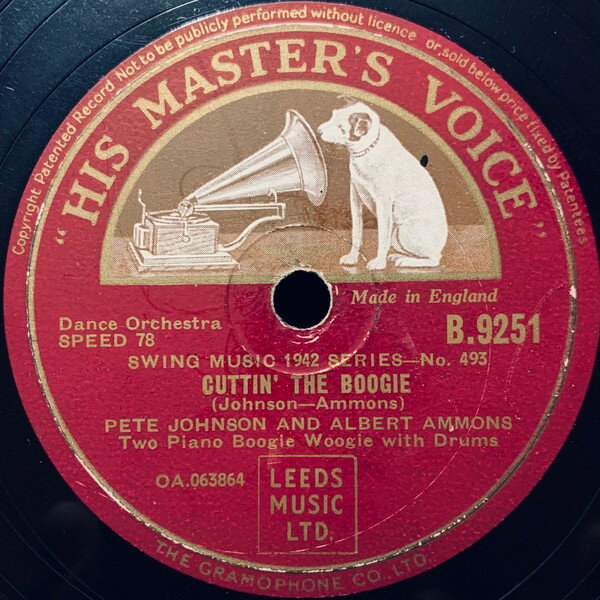 Copyright Patented Record Not to be publicly performed without licence or sold below price fixed by Patentees
"HIS MASTER'S VOICE"
Made in England
Dance Orchestra
SPEED 78
B.9251
SWING MUSIC 1942 SERIES—No. 493
CUTTIN' THE BOOGIE
(Johnson—Ammons)
PETE JOHNSON AND ALBERT AMMONS
Two Piano Boogie Woogie with Drums
OA.063864
LEEDS
MUSIC
LTD.
THE GRAMOPHONE CO. LTD.